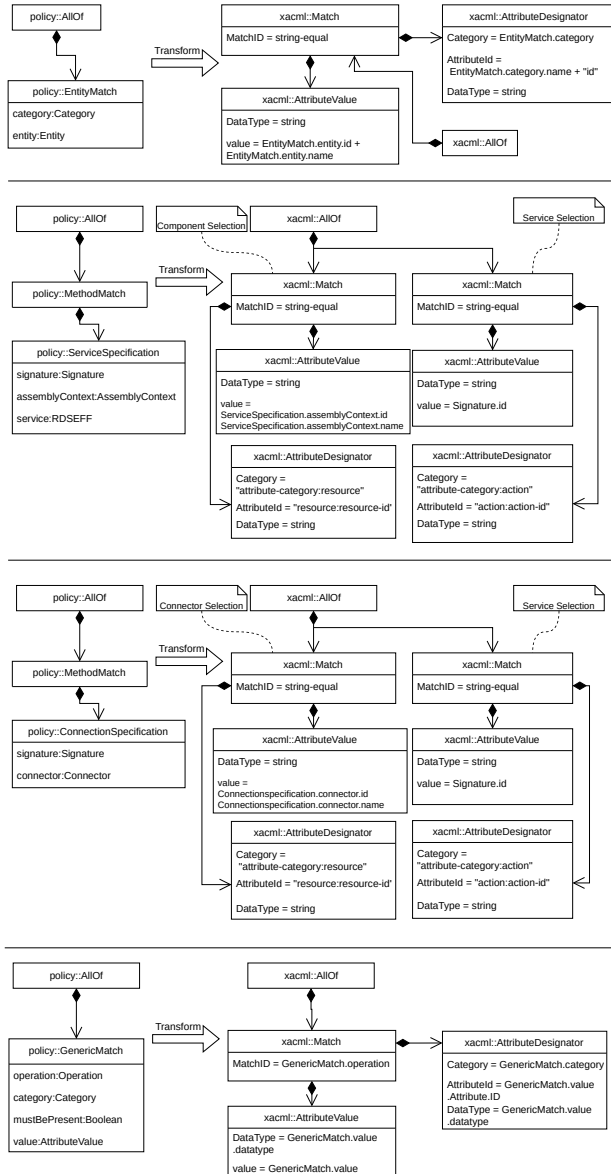 policy::AllOf
policy::EntityMatch
category:Category
entity:Entity
Transform
xacml::Match
MatchID = string-equal
xacml::AttributeDesignator
Category = EntityMatch.category
AttributeId =
EntityMatch.category.name + "id"
DataType = string
xacml::AttributeValue
DataType = string
value = EntityMatch.entity.id +
EntityMatch.entity.name
xacml::AllOf
policy::AllOf
policy::MethodMatch
policy::ServiceSpecification
signature:Signature
assemblyContext:AssemblyContext
service:RDSEFF
Transform
Component Selection
xacml::AllOf
Service Selection
xacml::Match
MatchID = string-equal
xacml::Match
MatchID = string-equal
xacml::AttributeValue
DataType = string
value =
ServiceSpecification.assemblyContext.id
ServiceSpecification.assemblyContext.name
xacml::AttributeValue
DataType = string
value = Signature.id
xacml::AttributeDesignator
Category =
"attribute-category:resource"
AttributeId = "resource:resource-id"
DataType = string
xacml::AttributeDesignator
Category =
"attribute-category:action"
AttributeId = "action:action-id"
DataType = string
policy::AllOf
policy::MethodMatch
policy::ConnectionSpecification
signature:Signature
connector:Connector
Transform
Connector Selection
xacml::AllOf
Service Selection
xacml::Match
MatchID = string-equal
xacml::Match
MatchID = string-equal
xacml::AttributeValue
DataType = string
value =
Connectionspecification.connector.id
Connectionspecification.connector.name
xacml::AttributeValue
DataType = string
value = Signature.id
xacml::AttributeDesignator
Category =
"attribute-category:resource"
AttributeId = "resource:resource-id"
DataType = string
xacml::AttributeDesignator
Category =
"attribute-category:action"
AttributeId = "action:action-id"
DataType = string
policy::AllOf
policy::GenericMatch
operation:Operation
category:Category
mustBePresent:Boolean
value:AttributeValue
Transform
xacml::AllOf
xacml::Match
MatchID = GenericMatch.operation
xacml::AttributeDesignator
Category = GenericMatch.category
AttributeId = GenericMatch.value
.Attribute.ID
DataType = GenericMatch.value
.datatype
xacml::AttributeValue
DataType = GenericMatch.value
.datatype
value = GenericMatch.value